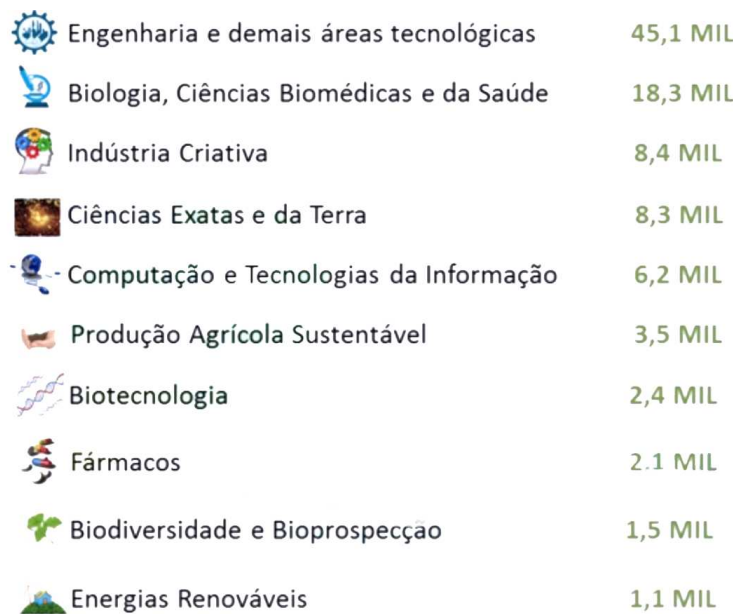 Engenharia e demais áreas tecnológicas 45,1 MIL
Biologia, Ciências Biomédicas e da Saúde 18,3 MIL
Indústria Criativa 8,4 MIL
Ciências Exatas e da Terra 8,3 MIL
Computação e Tecnologias da Informação 6,2 MIL
Produção Agrícola Sustentável 3,5 MIL
Biotecnologia 2,4 MIL
Fármacos 2.1 MIL
Biodiversidade e Bioprospecção 1,5 MIL
Energias Renováveis 1,1 MIL